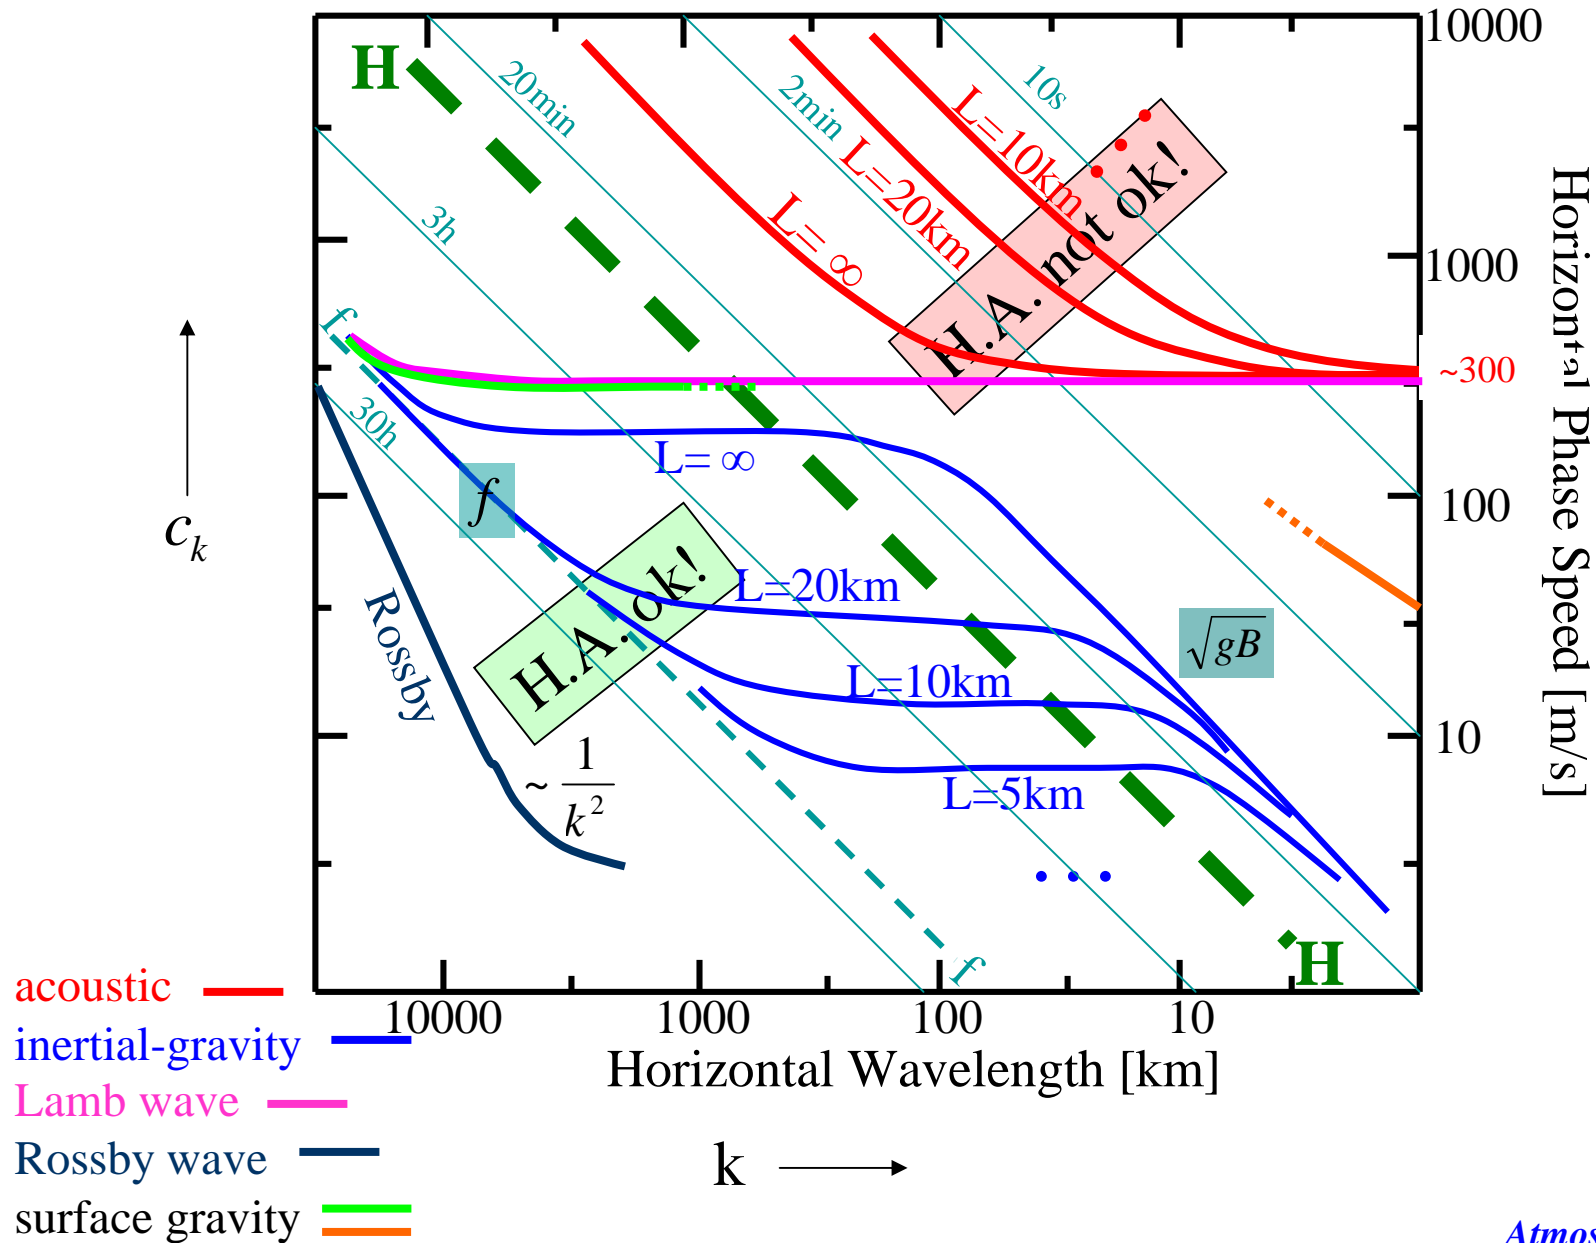 10000
H
20min
2min
10s
L=10km
L=20km
H.A. not ok!
3h
L= ∞
1000
Horizontal Phase Speed [m/s]
f
~300
30h
L= ∞
f
100
c_k
H.A. ok!
L=20km
Rossby
√gB
L=10km
10
~ 1/k²
L=5km
f
H
acoustic
10000 1000 100 10
inertial-gravity
Horizontal Wavelength [km]
Lamb wave
Rossby wave
k
surface gravity
Atmos